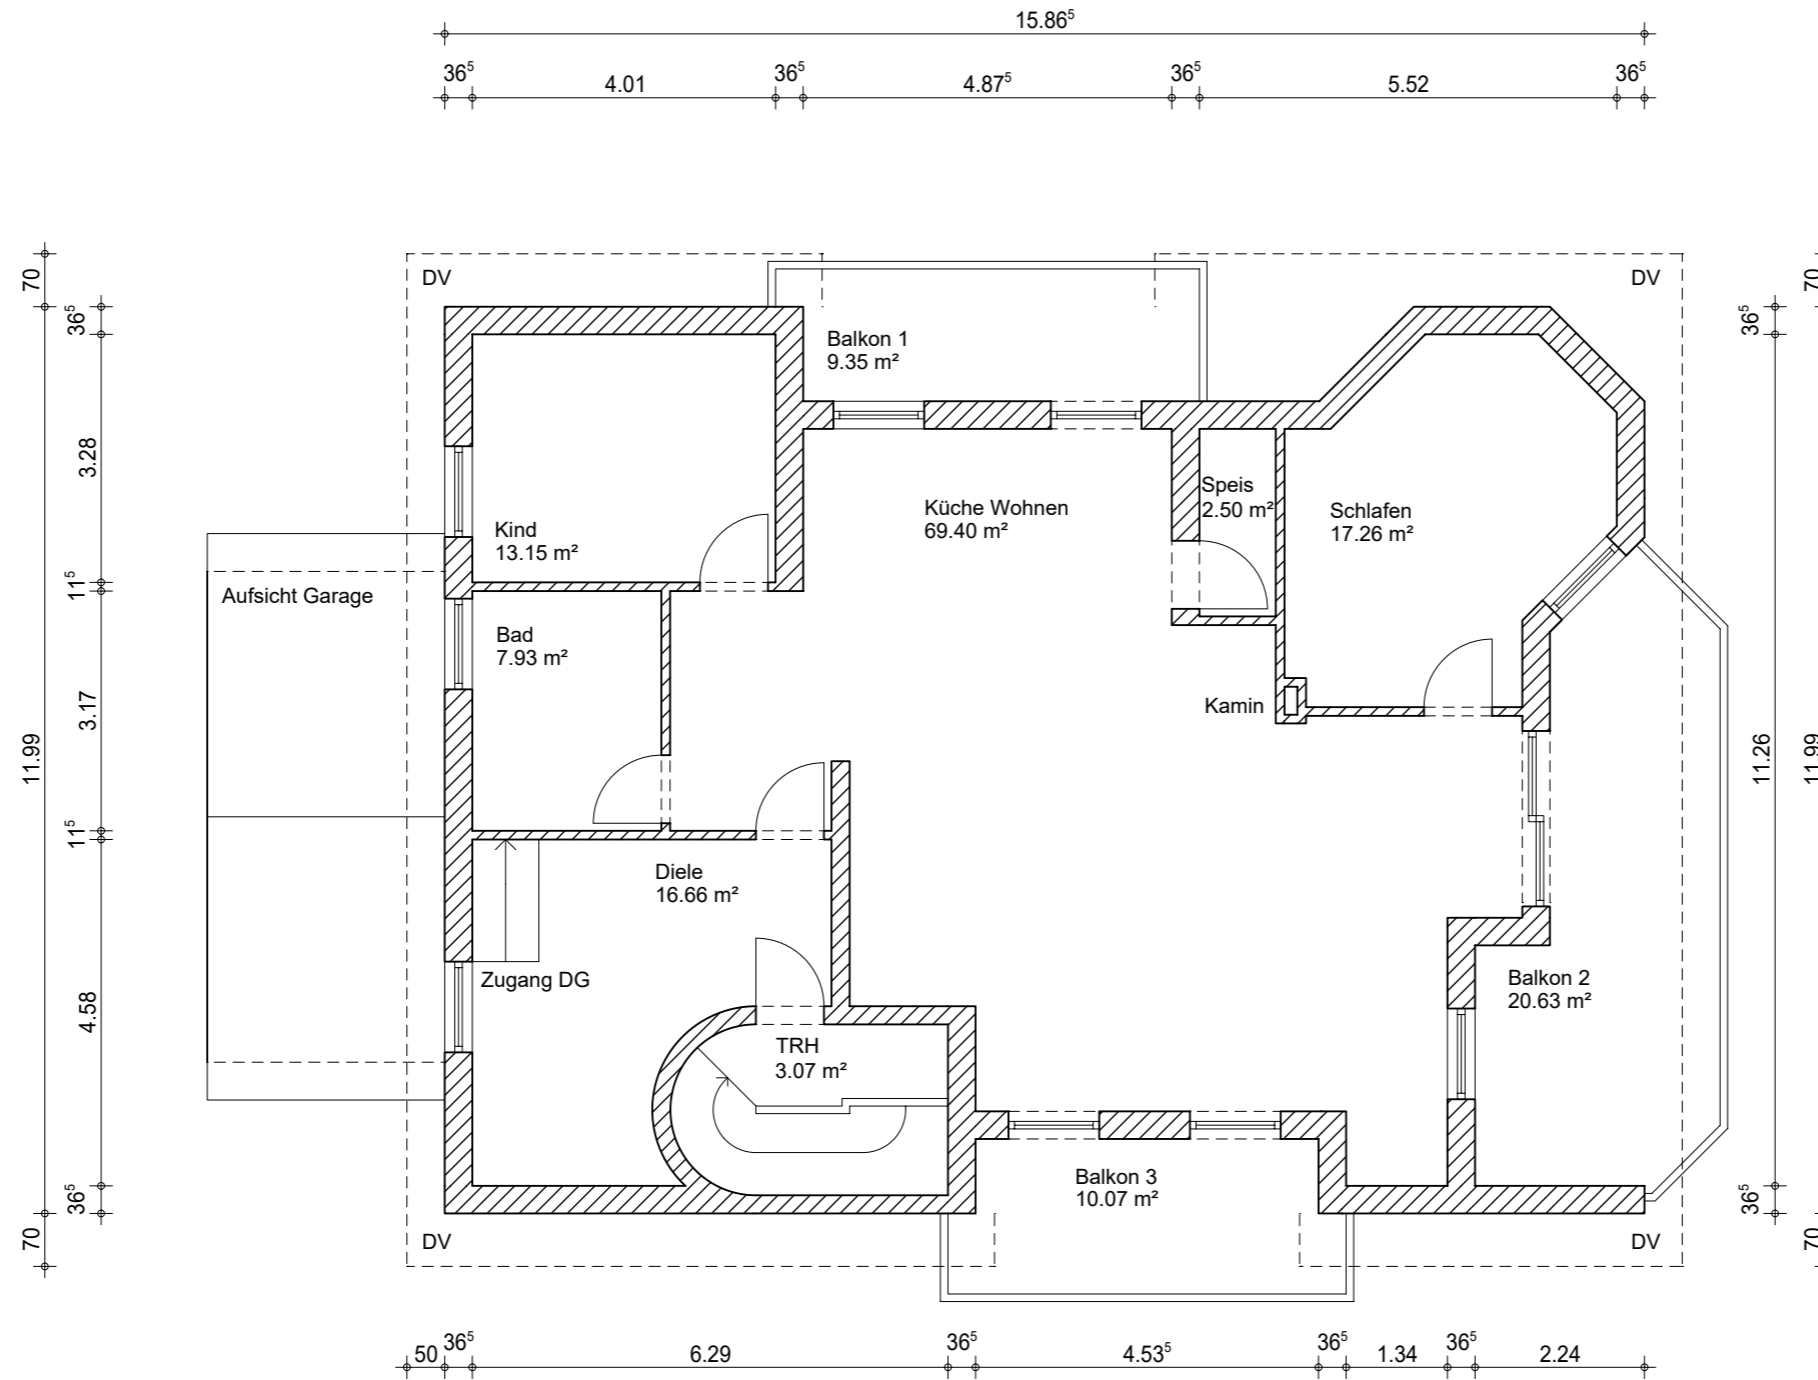 15.86⁵
36⁵ 4.01 36⁵ 4.87⁵ 36⁵ 5.52 36⁵
70
36⁵
3.28
11⁵
3.17
11.99
11⁵
4.58
36⁵
70
DV
DV
Balkon 1
9.35 m²
Küche Wohnen
69.40 m²
Speis
2.50 m²
Schlafen
17.26 m²
Kind
13.15 m²
Aufsicht Garage
Bad
7.93 m²
Kamin
Diele
16.66 m²
Zugang DG
TRH
3.07 m²
Balkon 2
20.63 m²
Balkon 3
10.07 m²
DV
DV
70
36⁵
11.26
11.99
36⁵
70
50 36⁵ 6.29 36⁵ 4.53⁵ 36⁵ 1.34 36⁵ 2.24